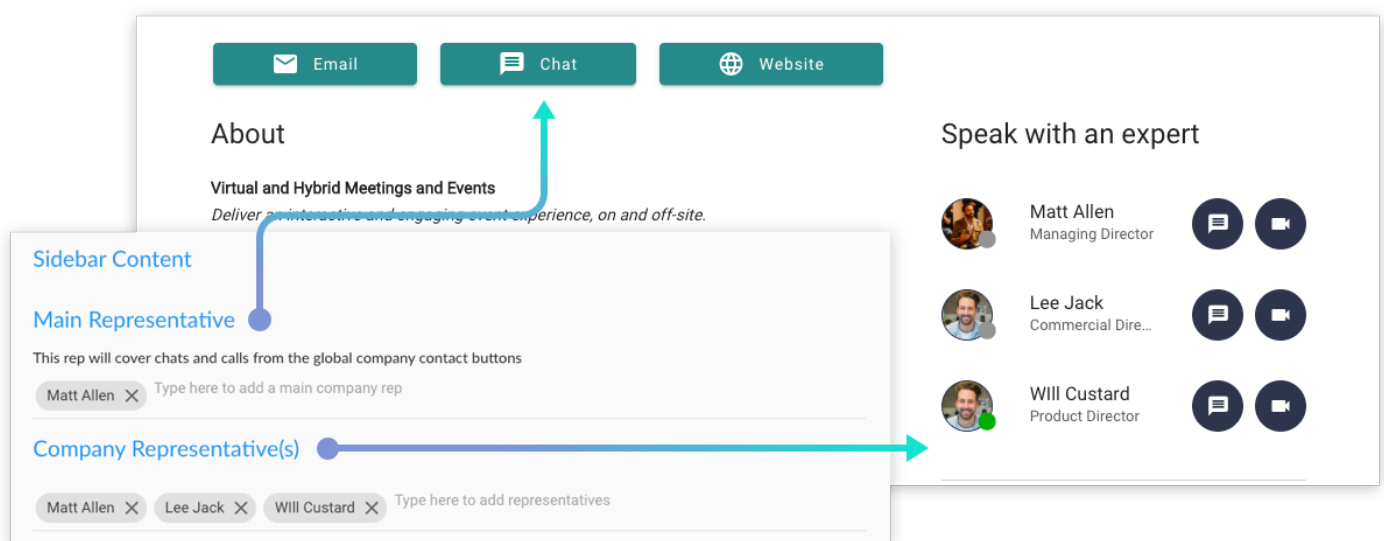 Email
Chat
Website
About
Virtual and Hybrid Meetings and Events
Deliver an interactive and engaging event experience, on and off-site.
Speak with an expert
Matt Allen
Managing Director
Lee Jack
Commercial Dire...
WIll Custard
Product Director
Sidebar Content
Main Representative
This rep will cover chats and calls from the global company contact buttons
Matt Allen Type here to add a main company rep
Company Representative(s)
Matt Allen Lee Jack WIll Custard Type here to add representatives